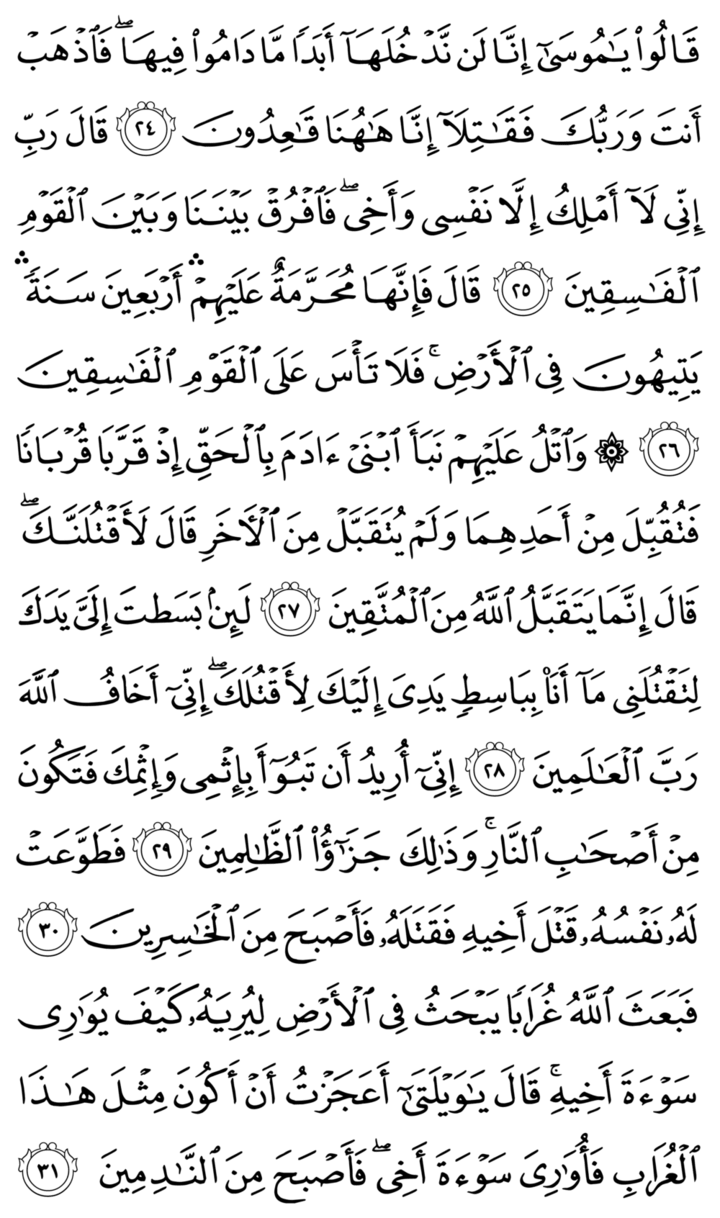 قَالُوا۟ يَـٰمُوسَىٰٓ إِنَّا لَن نَّدْخُلَهَآ أَبَدًا مَّا دَامُوا۟ فِيهَا ۖ فَٱذْهَبْ
أَنتَ وَرَبُّكَ فَقَـٰتِلَآ إِنَّا هَـٰهُنَا قَـٰعِدُونَ ٢٤ قَالَ رَبِّ
إِنِّى لَآ أَمْلِكُ إِلَّا نَفْسِى وَأَخِى ۖ فَٱفْرُقْ بَيْنَنَا وَبَيْنَ ٱلْقَوْمِ
ٱلْفَـٰسِقِينَ ٢٥ قَالَ فَإِنَّهَا مُحَرَّمَةٌ عَلَيْهِمْ ۛ أَرْبَعِينَ سَنَةً ۛ
يَتِيهُونَ فِى ٱلْأَرْضِ ۚ فَلَا تَأْسَ عَلَى ٱلْقَوْمِ ٱلْفَـٰسِقِينَ
٢٦ ۞ وَٱتْلُ عَلَيْهِمْ نَبَأَ ٱبْنَىْ ءَادَمَ بِٱلْحَقِّ إِذْ قَرَّبَا قُرْبَانًا
فَتُقُبِّلَ مِنْ أَحَدِهِمَا وَلَمْ يُتَقَبَّلْ مِنَ ٱلْـَٔاخَرِ قَالَ لَأَقْتُلَنَّكَ ۖ
قَالَ إِنَّمَا يَتَقَبَّلُ ٱللَّهُ مِنَ ٱلْمُتَّقِينَ ٢٧ لَئِنۢ بَسَطتَ إِلَىَّ يَدَكَ
لِتَقْتُلَنِى مَآ أَنَا۠ بِبَاسِطٍ يَدِىَ إِلَيْكَ لِأَقْتُلَكَ ۖ إِنِّىٓ أَخَافُ ٱللَّهَ
رَبَّ ٱلْعَـٰلَمِينَ ٢٨ إِنِّىٓ أُرِيدُ أَن تَبُوٓأَ بِإِثْمِى وَإِثْمِكَ فَتَكُونَ
مِنْ أَصْحَـٰبِ ٱلنَّارِ ۚ وَذَٰلِكَ جَزَٰٓؤُا۟ ٱلظَّـٰلِمِينَ ٢٩ فَطَوَّعَتْ
لَهُۥ نَفْسُهُۥ قَتْلَ أَخِيهِ فَقَتَلَهُۥ فَأَصْبَحَ مِنَ ٱلْخَـٰسِرِينَ ٣٠
فَبَعَثَ ٱللَّهُ غُرَابًا يَبْحَثُ فِى ٱلْأَرْضِ لِيُرِيَهُۥ كَيْفَ يُوَٰرِى
سَوْءَةَ أَخِيهِ ۚ قَالَ يَـٰوَيْلَتَىٰٓ أَعَجَزْتُ أَنْ أَكُونَ مِثْلَ هَـٰذَا
ٱلْغُرَابِ فَأُوَٰرِىَ سَوْءَةَ أَخِى ۖ فَأَصْبَحَ مِنَ ٱلنَّـٰدِمِينَ ٣١